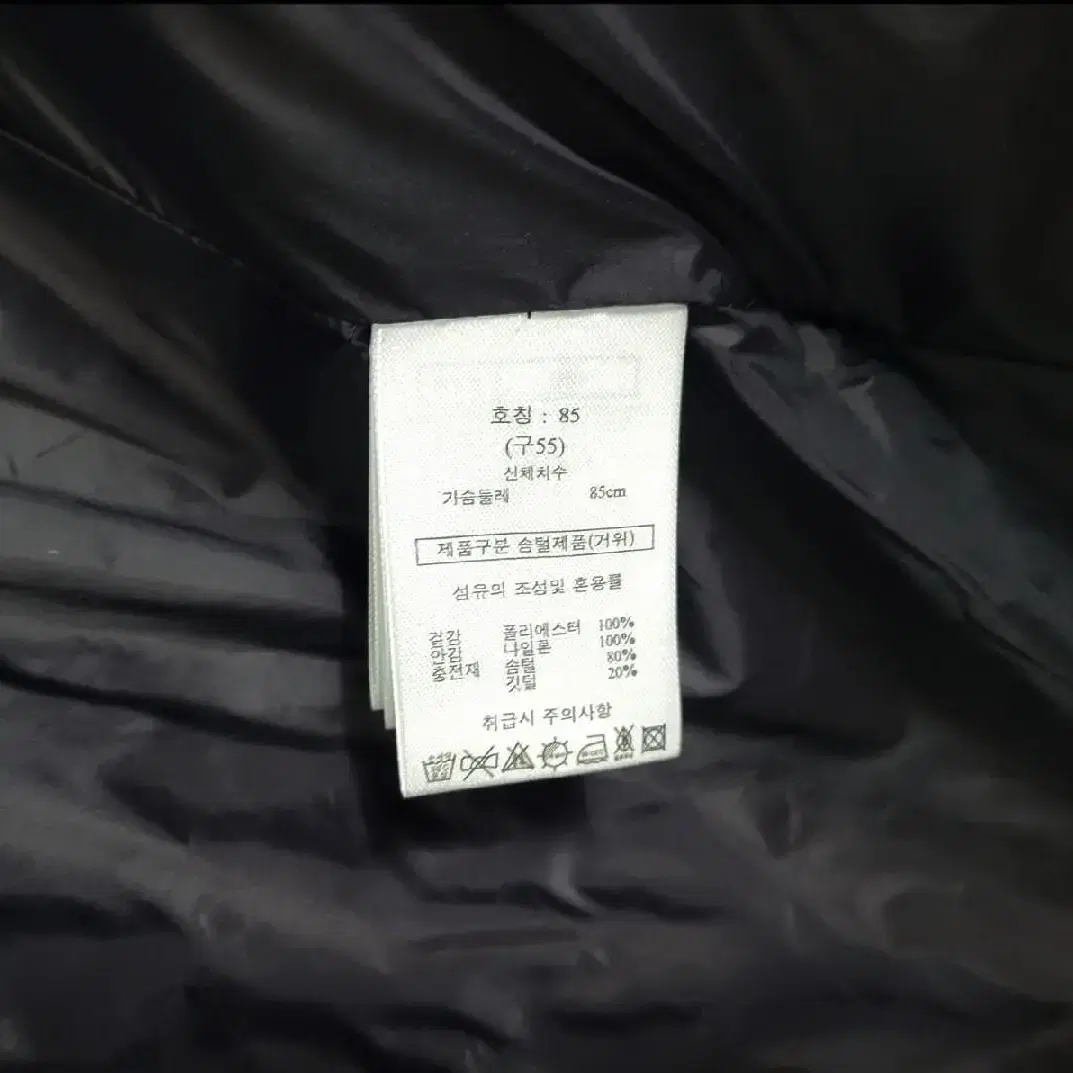 호칭 : 85
(구55)
신체치수
가슴둘레 85cm
제품구분 솜털제품(거위)
섬유의 조성및 혼용률
겉감 폴리에스터 100%
안감 나일론 100%
충전재 솜털 80%
깃털 20%
취급시 주의사항